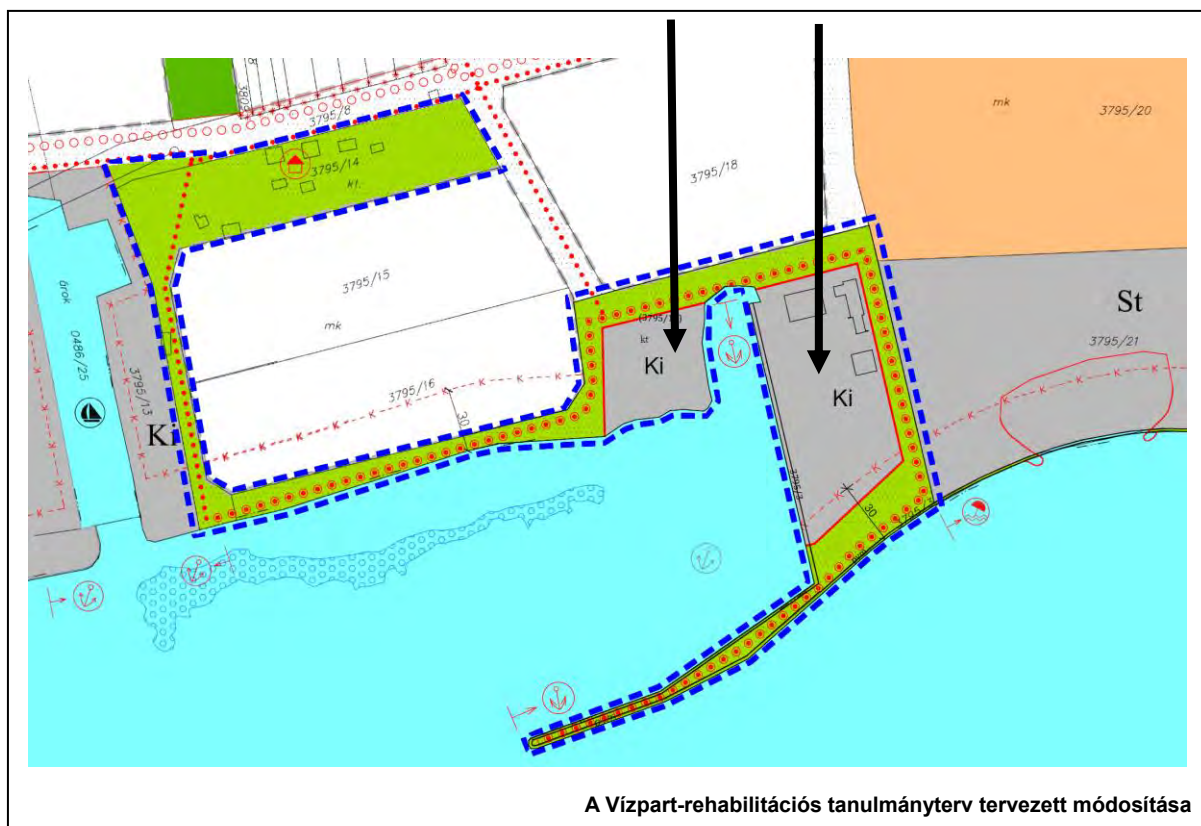 mk
3795/20
3795/8
3795/14
kt.
3795/18
3795/15
mk
St
3795/21
kt
Ki
Ki
árok
0486/25
3795/13
Ki
3795/16
30
30
K K K K K K K K
A Vízpart-rehabilitációs tanulmányterv tervezett módosítása